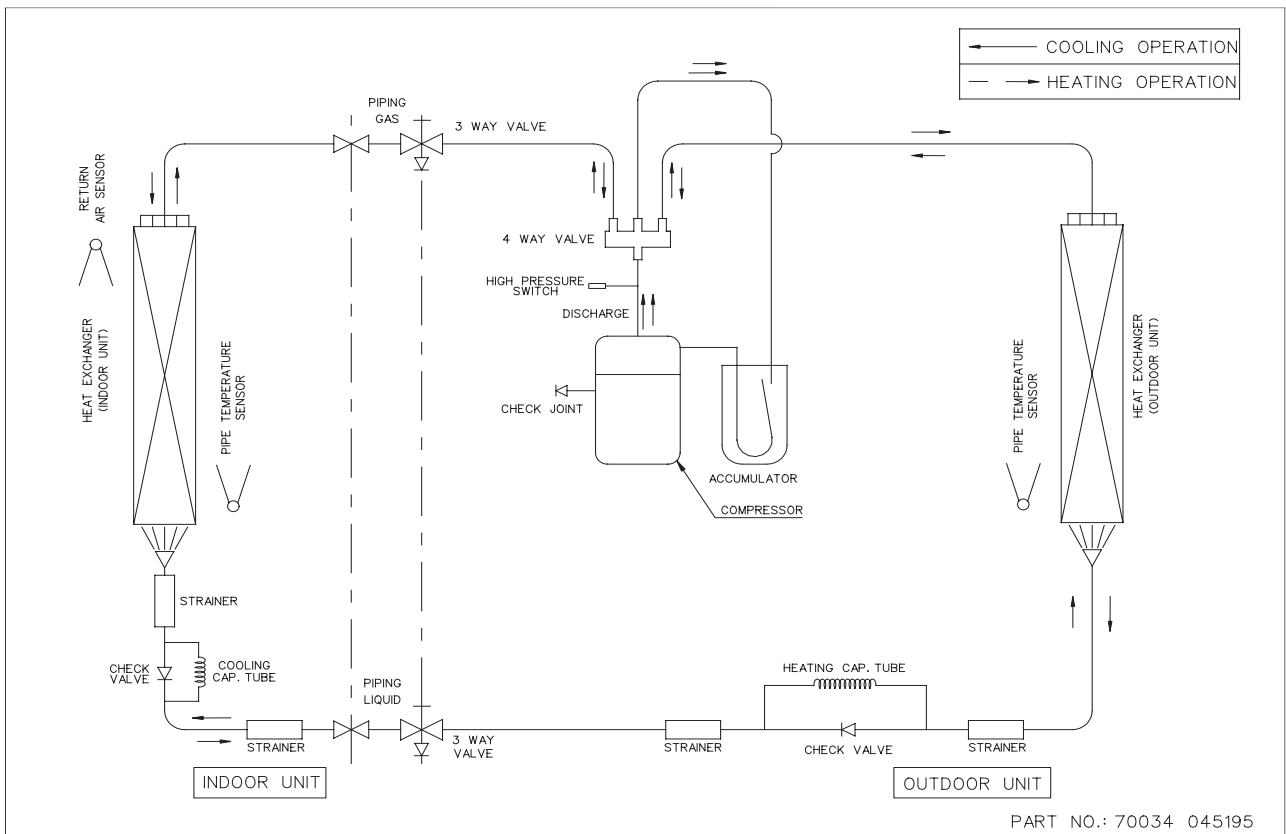 COOLING OPERATION
HEATING OPERATION
PIPING
GAS
3 WAY VALVE
RETURN
AIR SENSOR
4 WAY VALVE
HIGH PRESSURE
SWITCH
DISCHARGE
HEAT EXCHANGER
(INDOOR UNIT)
PIPE TEMPERATURE
SENSOR
CHECK JOINT
ACCUMULATOR
COMPRESSOR
PIPE TEMPERATURE
SENSOR
HEAT EXCHANGER
(OUTDOOR UNIT)
STRAINER
CHECK
VALVE
COOLING
CAP. TUBE
PIPING
LIQUID
HEATING CAP. TUBE
STRAINER
3 WAY
VALVE
STRAINER
CHECK VALVE
STRAINER
INDOOR UNIT
OUTDOOR UNIT
PART NO.: 70034 045195